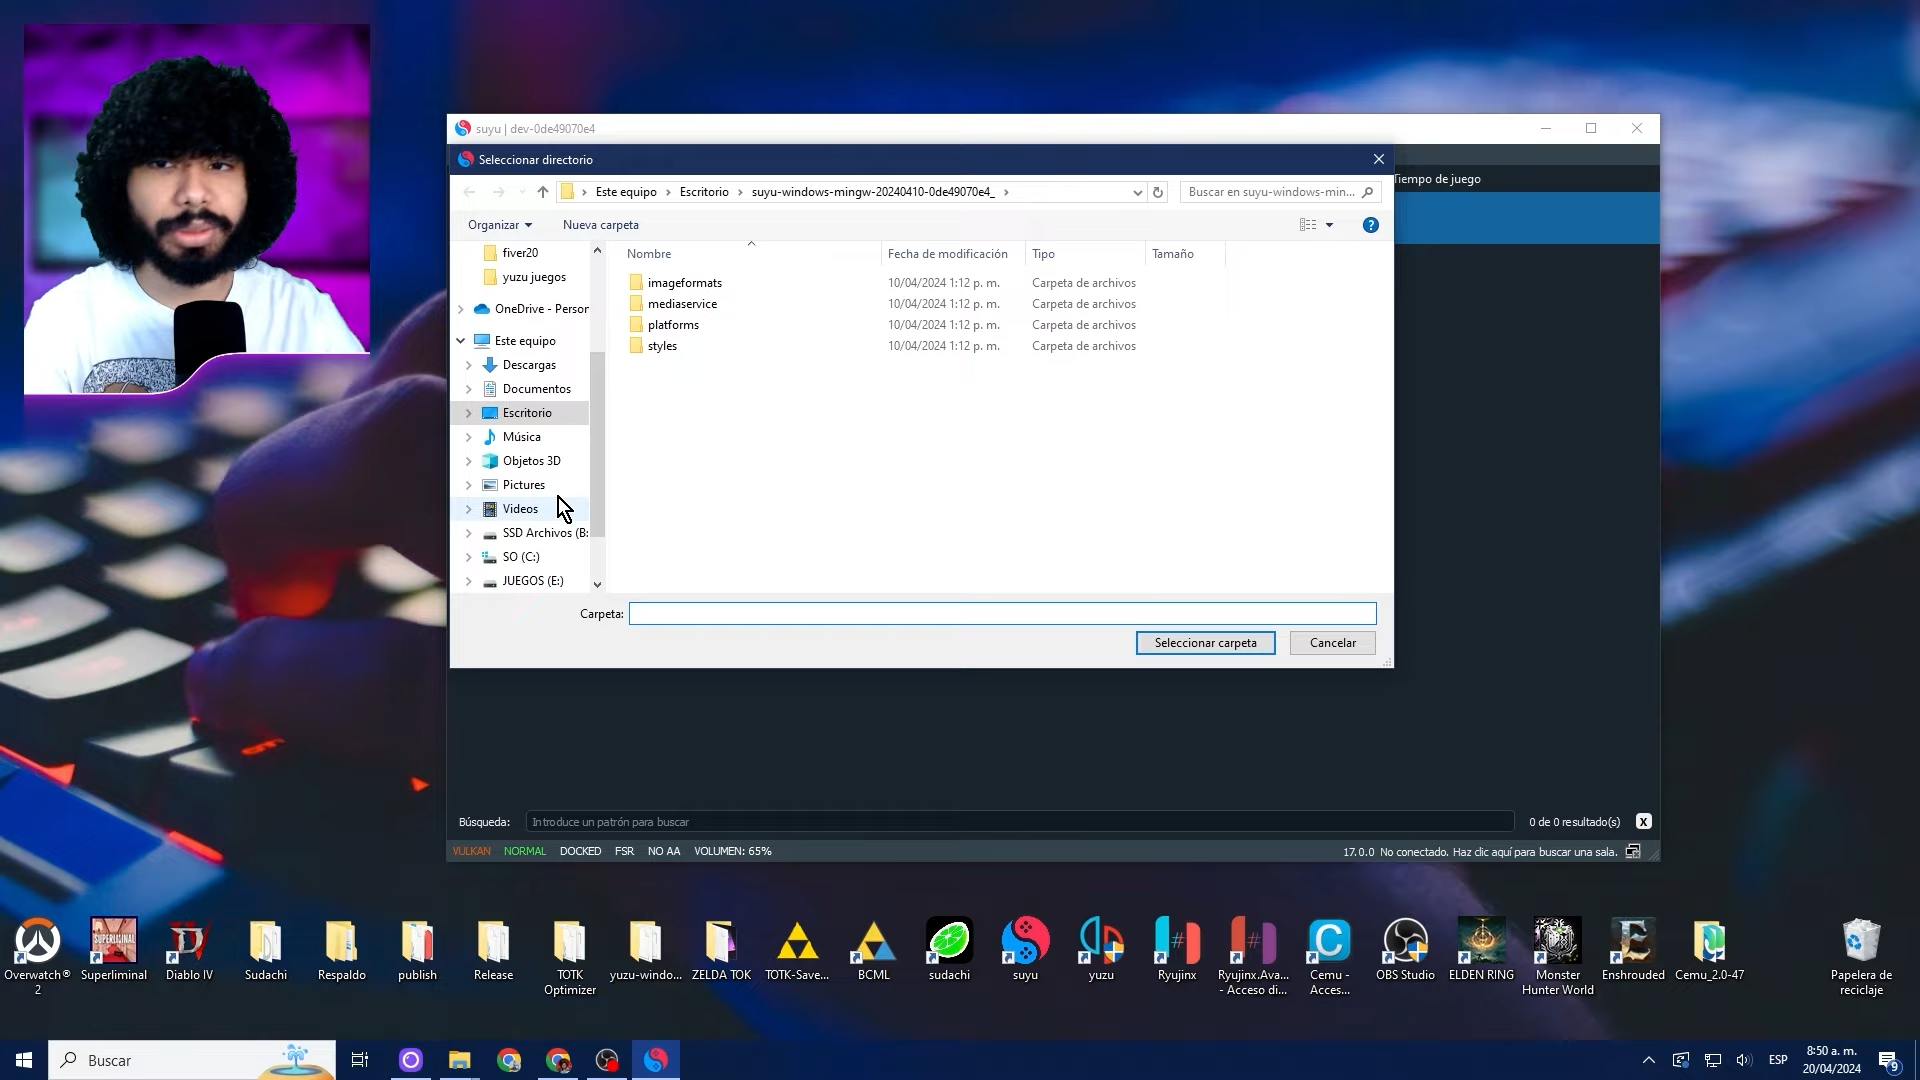 suyu | dev-0de49070e4
Seleccionar directorio
Este equipo
Escritorio
suyu-windows-mingw-20240410-0de49070e4_
Buscar en suyu-windows-min...
Tiempo de juego
Organizar
Nueva carpeta
fiver20
yuzu juegos
OneDrive - Person
Este equipo
Descargas
Documentos
Escritorio
Música
Objetos 3D
Pictures
Videos
SSD Archivos (B:
SO (C:)
JUEGOS (E:)
Nombre Fecha de modificación Tipo Tamaño
imageformats 10/04/2024 1:12 p. m. Carpeta de archivos
mediaservice 10/04/2024 1:12 p. m. Carpeta de archivos
platforms 10/04/2024 1:12 p. m. Carpeta de archivos
styles 10/04/2024 1:12 p. m. Carpeta de archivos
Carpeta:
Seleccionar carpeta
Cancelar
Búsqueda: Introduce un patrón para buscar 0 de 0 resultado(s) X
VULKAN NORMAL DOCKED FSR NO AA VOLUMEN: 65% 17.0.0 No conectado. Haz clic aquí para buscar una sala.
Overwatch®
2
SUPERLIMINAL
Superliminal
Diablo IV
Sudachi
Respaldo
publish
Release
TOTK
Optimizer
yuzu-windo...
ZELDA TOK
TOTK-Save...
BCML
sudachi
suyu
yuzu
Ryujinx
Ryujinx.Ava...
- Acceso di...
Cemu -
Acces...
OBS Studio
ELDEN RING
Monster
Hunter World
Enshrouded
Cemu_2.0-47
Papelera de
reciclaje
Buscar
ESP
8:50 a. m.
20/04/2024
9